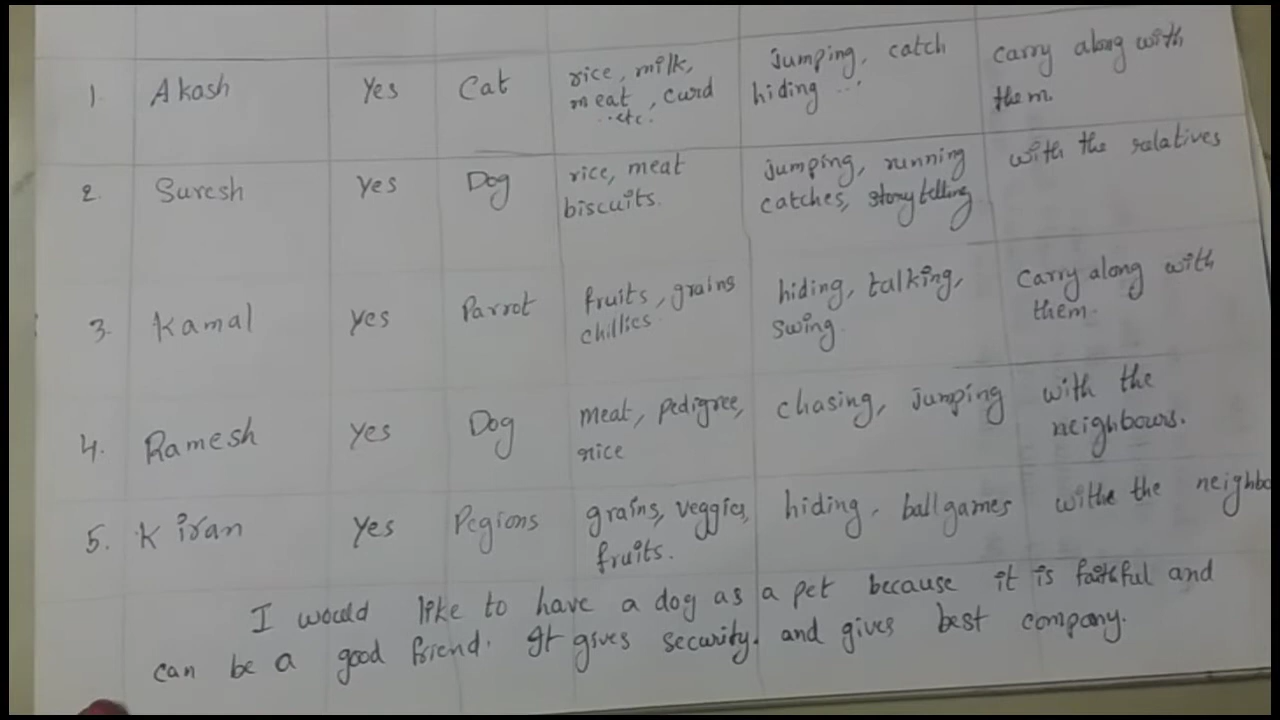 1. Akash Yes Cat rice, milk, meat, curd ..etc. Jumping, catch hiding ... carry along with them.
2. Suresh Yes Dog rice, meat biscuits. jumping, running catches, story telling with the relatives
3. Kamal yes Parrot fruits, grains chillies. hiding, talking, swing. carry along with them.
4. Ramesh yes Dog meat, pedigree, rice chasing, jumping with the neighbours.
5. Kiran Yes Pegions grains, veggies, fruits. hiding, ball games withe the neighbo
I would like to have a dog as a pet because it is faithful and
can be a good friend. It gives security. and gives best company.